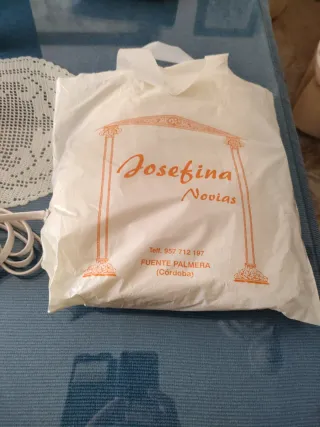 Josefina
Novias
Telf. 957 712 197
FUENTE PALMERA
(Córdoba)